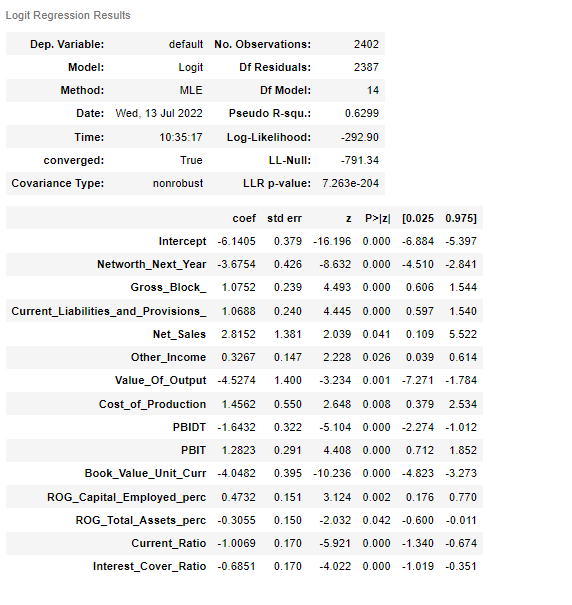 Logit Regression Results
Dep. Variable: default No. Observations: 2402
Model: Logit Df Residuals: 2387
Method: MLE Df Model: 14
Date: Wed, 13 Jul 2022 Pseudo R-squ.: 0.6299
Time: 10:35:17 Log-Likelihood: -292.90
converged: True LL-Null: -791.34
Covariance Type: nonrobust LLR p-value: 7.263e-204
coef std err z P>|z| [0.025 0.975]
Intercept -6.1405 0.379 -16.196 0.000 -6.884 -5.397
Networth_Next_Year -3.6754 0.426 -8.632 0.000 -4.510 -2.841
Gross_Block_ 1.0752 0.239 4.493 0.000 0.606 1.544
Current_Liabilities_and_Provisions_ 1.0688 0.240 4.445 0.000 0.597 1.540
Net_Sales 2.8152 1.381 2.039 0.041 0.109 5.522
Other_Income 0.3267 0.147 2.228 0.026 0.039 0.614
Value_Of_Output -4.5274 1.400 -3.234 0.001 -7.271 -1.784
Cost_of_Production 1.4562 0.550 2.648 0.008 0.379 2.534
PBIDT -1.6432 0.322 -5.104 0.000 -2.274 -1.012
PBIT 1.2823 0.291 4.408 0.000 0.712 1.852
Book_Value_Unit_Curr -4.0482 0.395 -10.236 0.000 -4.823 -3.273
ROG_Capital_Employed_perc 0.4732 0.151 3.124 0.002 0.176 0.770
ROG_Total_Assets_perc -0.3055 0.150 -2.032 0.042 -0.600 -0.011
Current_Ratio -1.0069 0.170 -5.921 0.000 -1.340 -0.674
Interest_Cover_Ratio -0.6851 0.170 -4.022 0.000 -1.019 -0.351